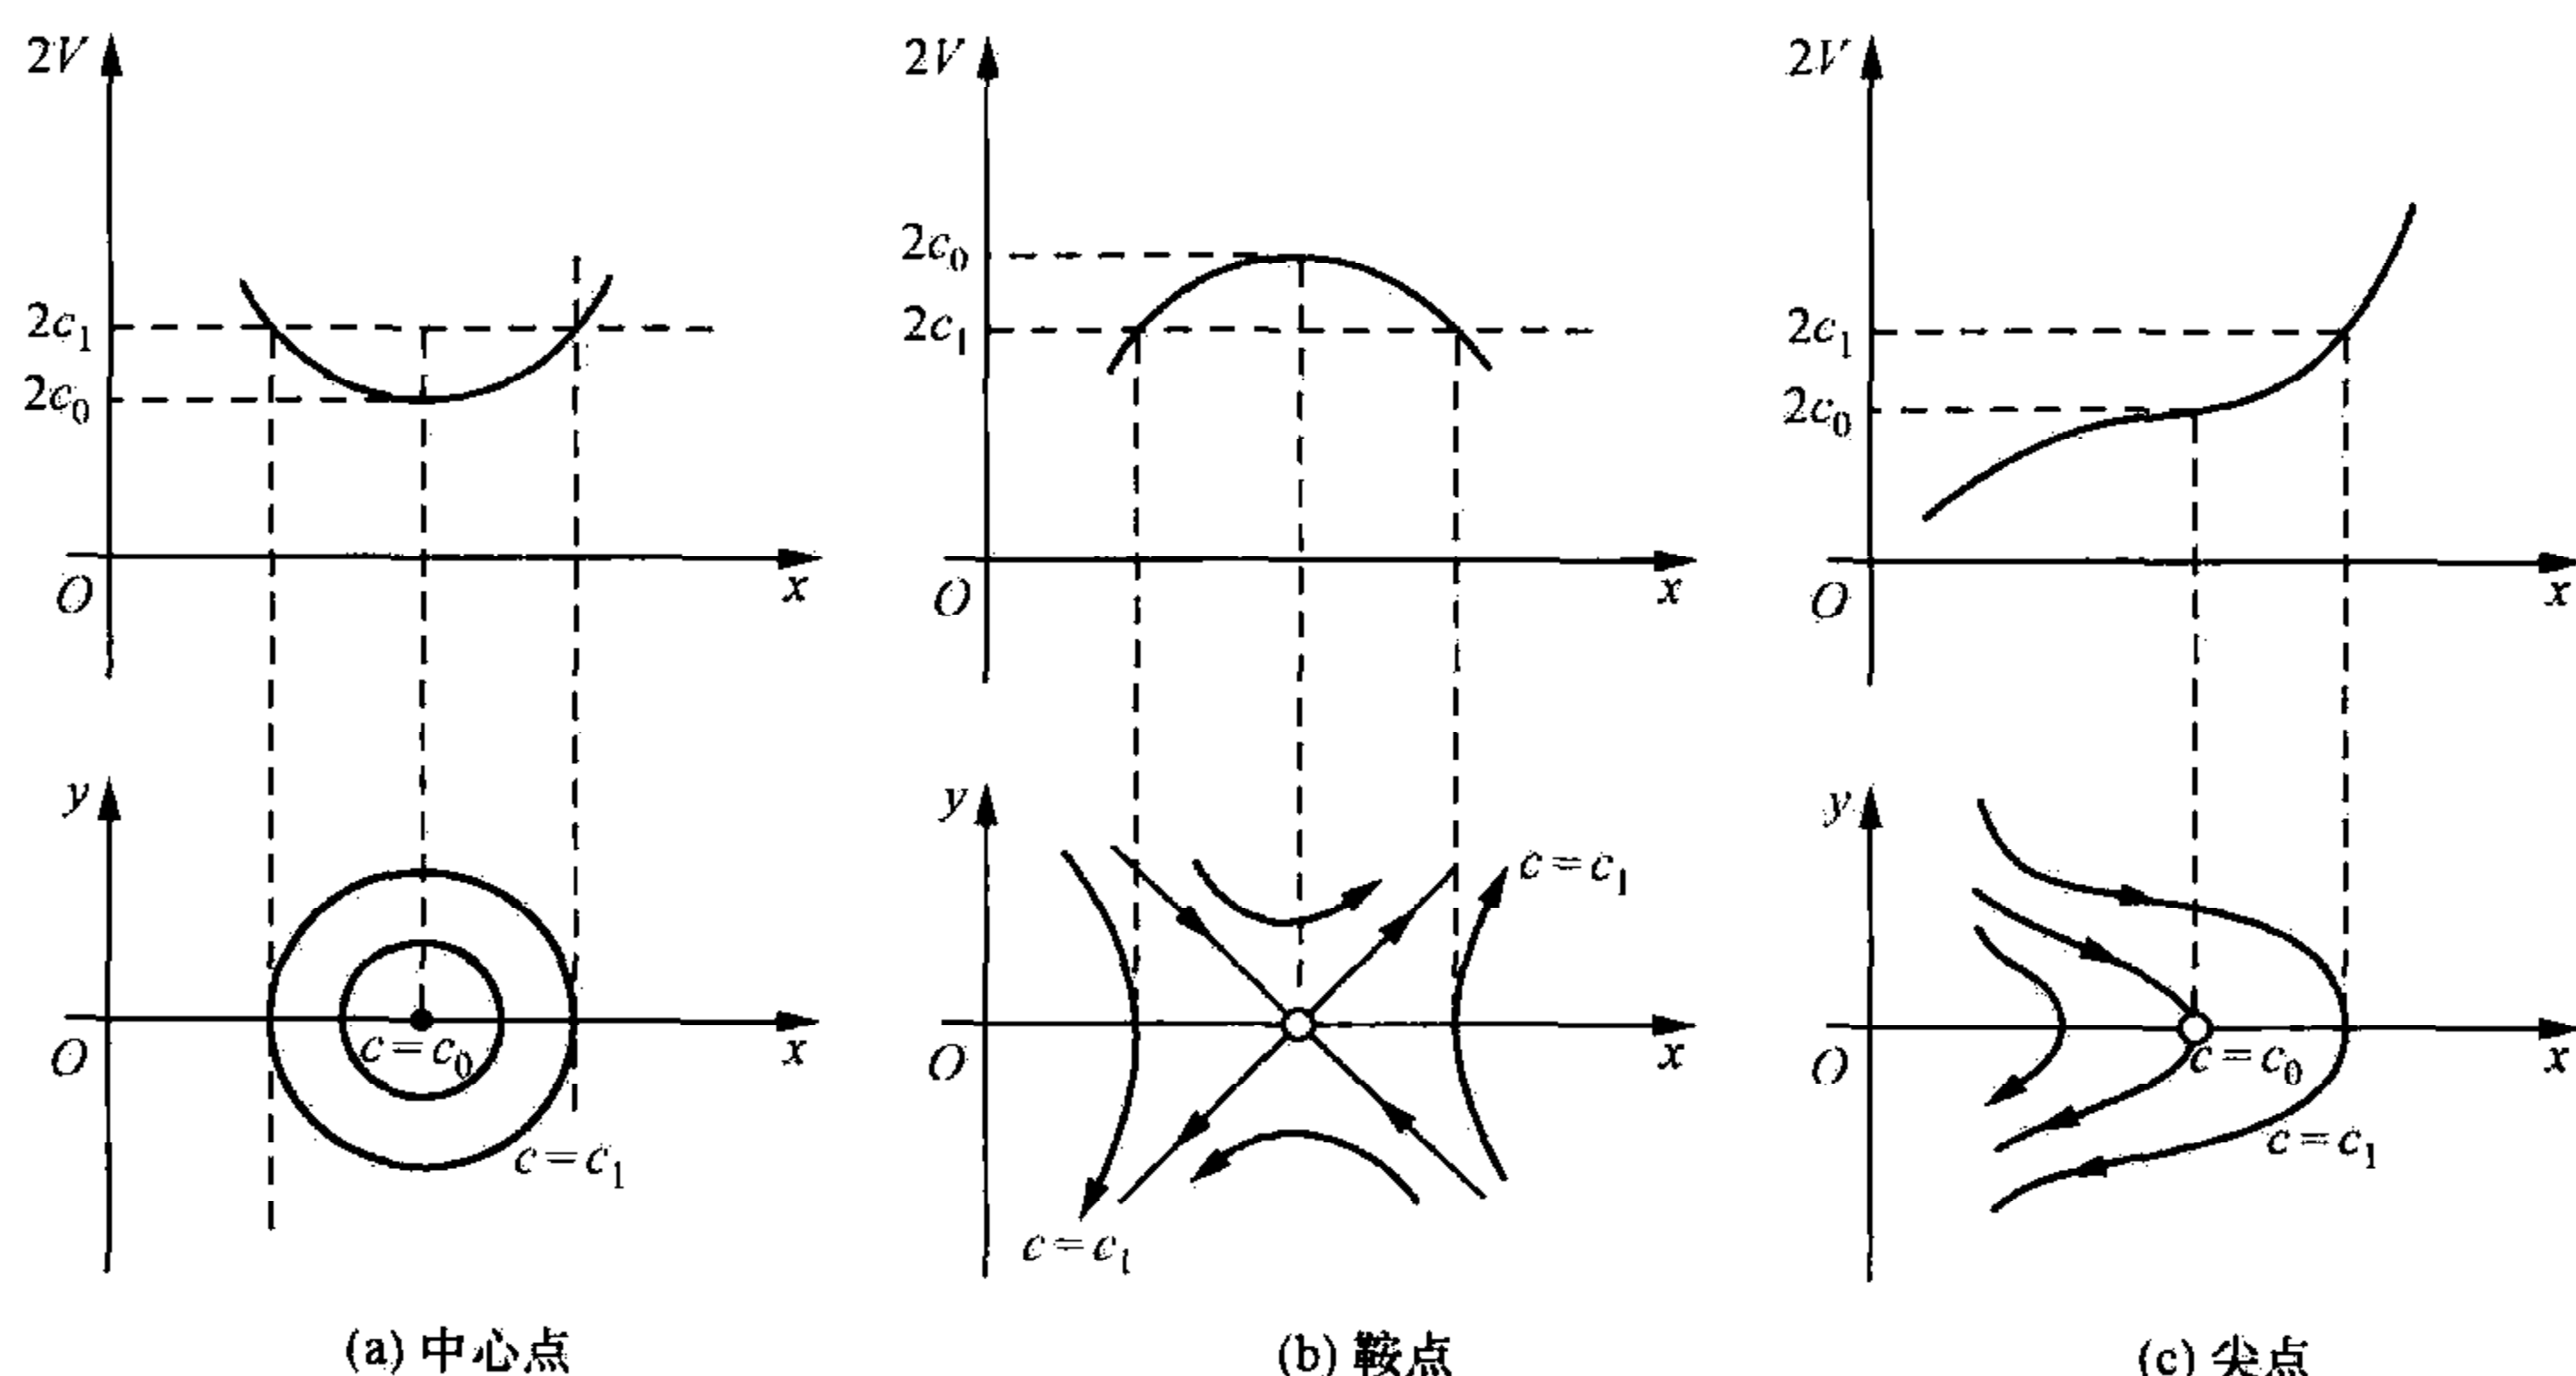 2V
2c₁
2c₀
O
x
y
O
x
c=c₀
c=c₁
(a) 中心点
2V
2c₀
2c₁
O
x
y
O
x
c=c₁
c=c₁
(b) 鞍点
2V
2c₁
2c₀
O
x
y
O
x
c=c₀
c=c₁
(c) 尖点